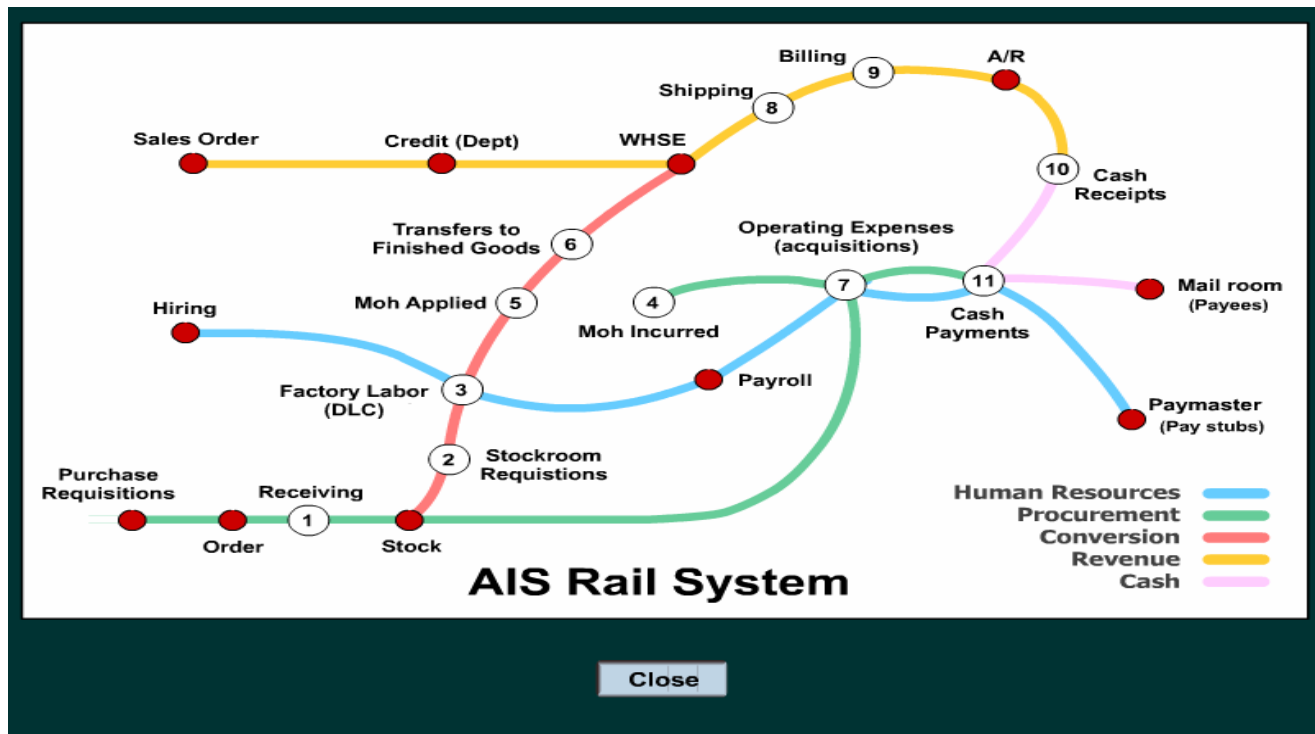 Billing
9
A/R
Shipping
8
Sales Order
Credit (Dept)
WHSE
10
Cash
Receipts
Transfers to
Finished Goods
6
Operating Expenses
(acquisitions)
Hiring
Moh Applied
5
4
Moh Incurred
7
11
Cash
Payments
Mail room
(Payees)
Factory Labor
(DLC)
3
Payroll
Paymaster
(Pay stubs)
2
Stockroom
Requistions
Purchase
Requisitions
Receiving
1
Order
Stock
Human Resources
Procurement
Conversion
Revenue
Cash
AIS Rail System
Close